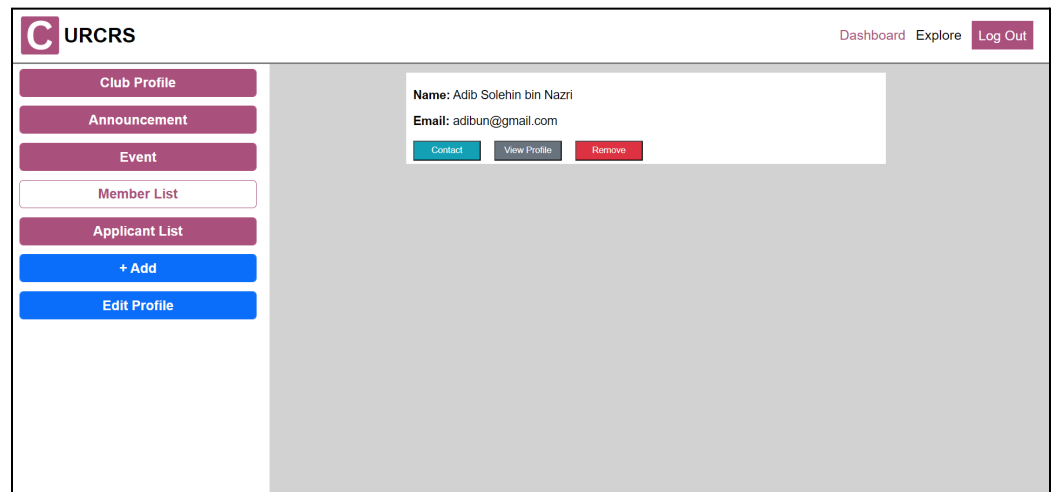 C URCRS
Dashboard Explore Log Out
Club Profile
Announcement
Event
Member List
Applicant List
+ Add
Edit Profile
Name: Adib Solehin bin Nazri
Email: adibun@gmail.com
Contact View Profile Remove